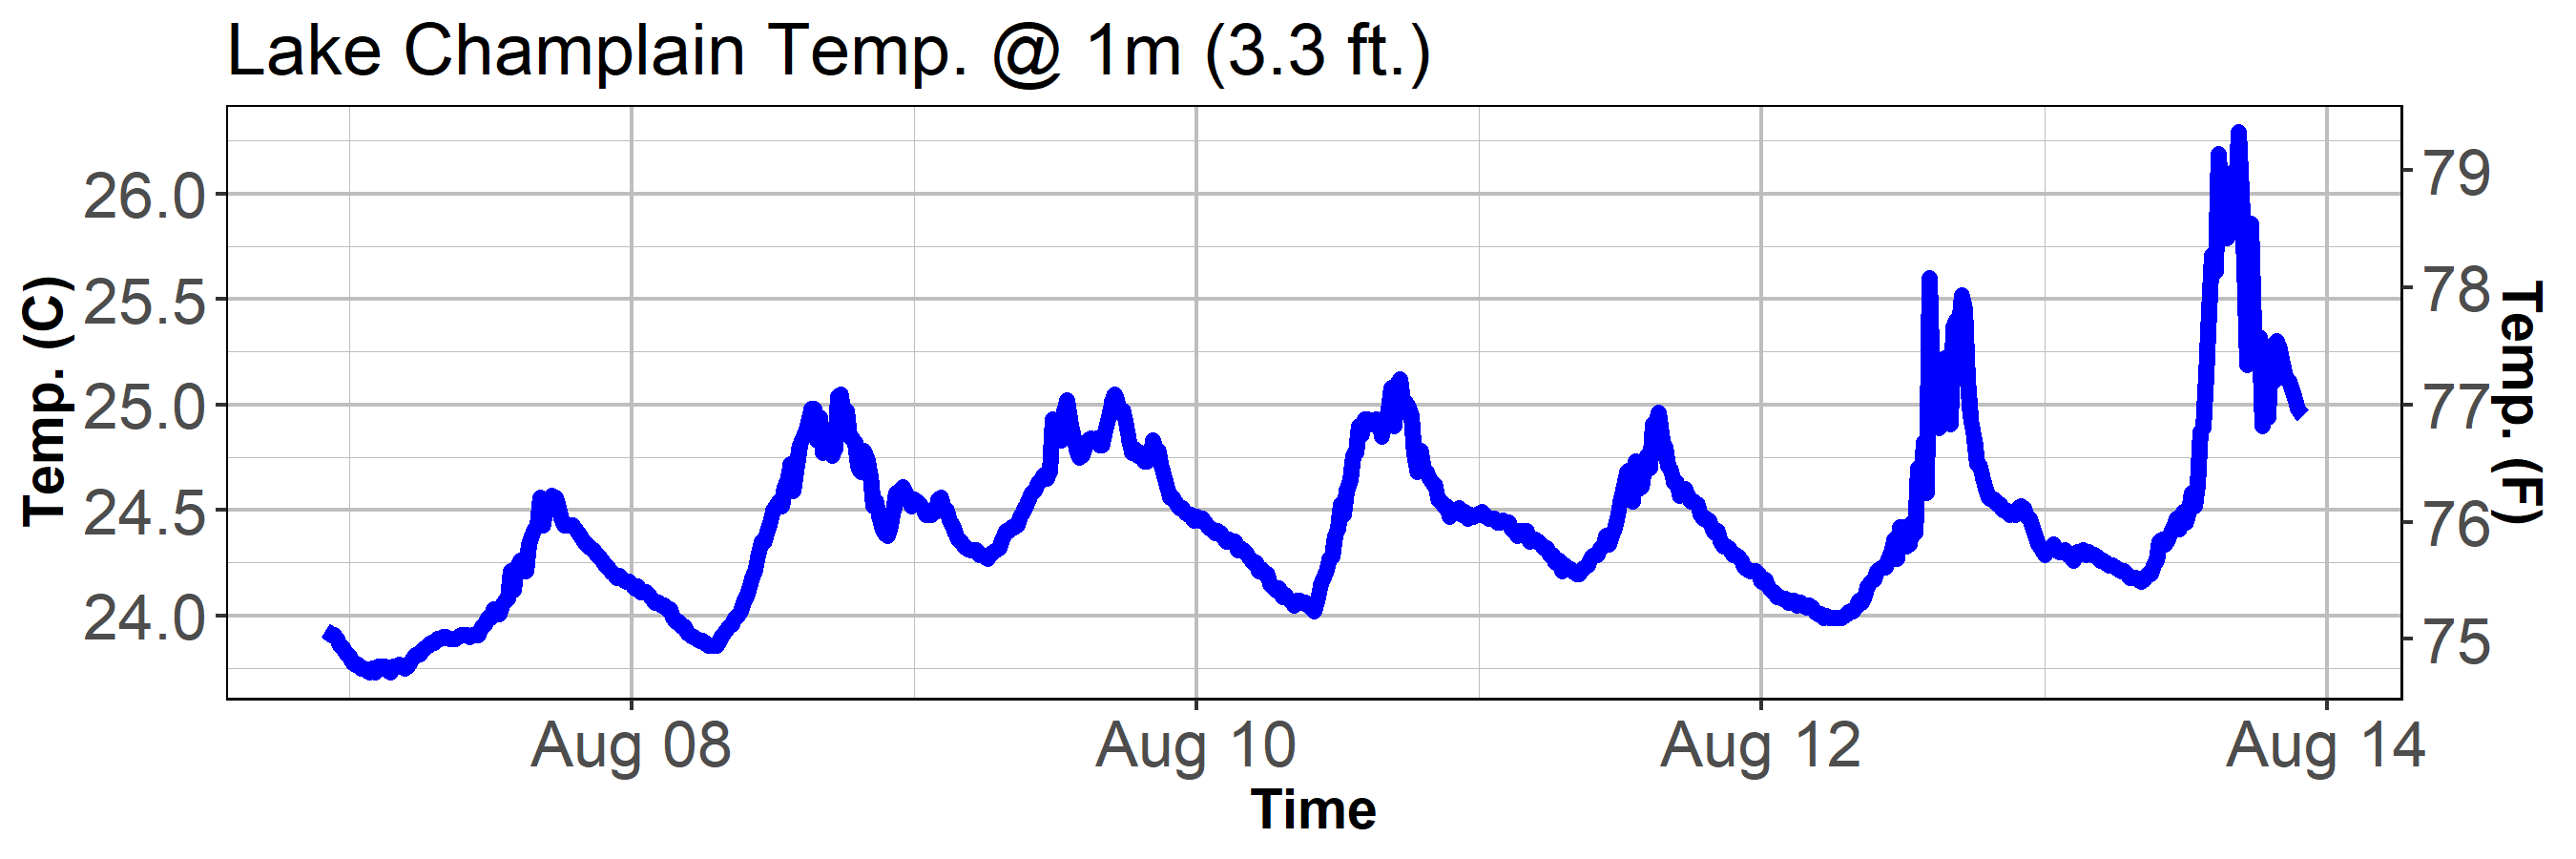 Lake Champlain Temp. @ 1m (3.3 ft.)
Temp. (C)
26.0
25.5
25.0
24.5
24.0
79
78
77
76
75
Temp. (F)
Aug 08 Aug 10 Aug 12 Aug 14
Time